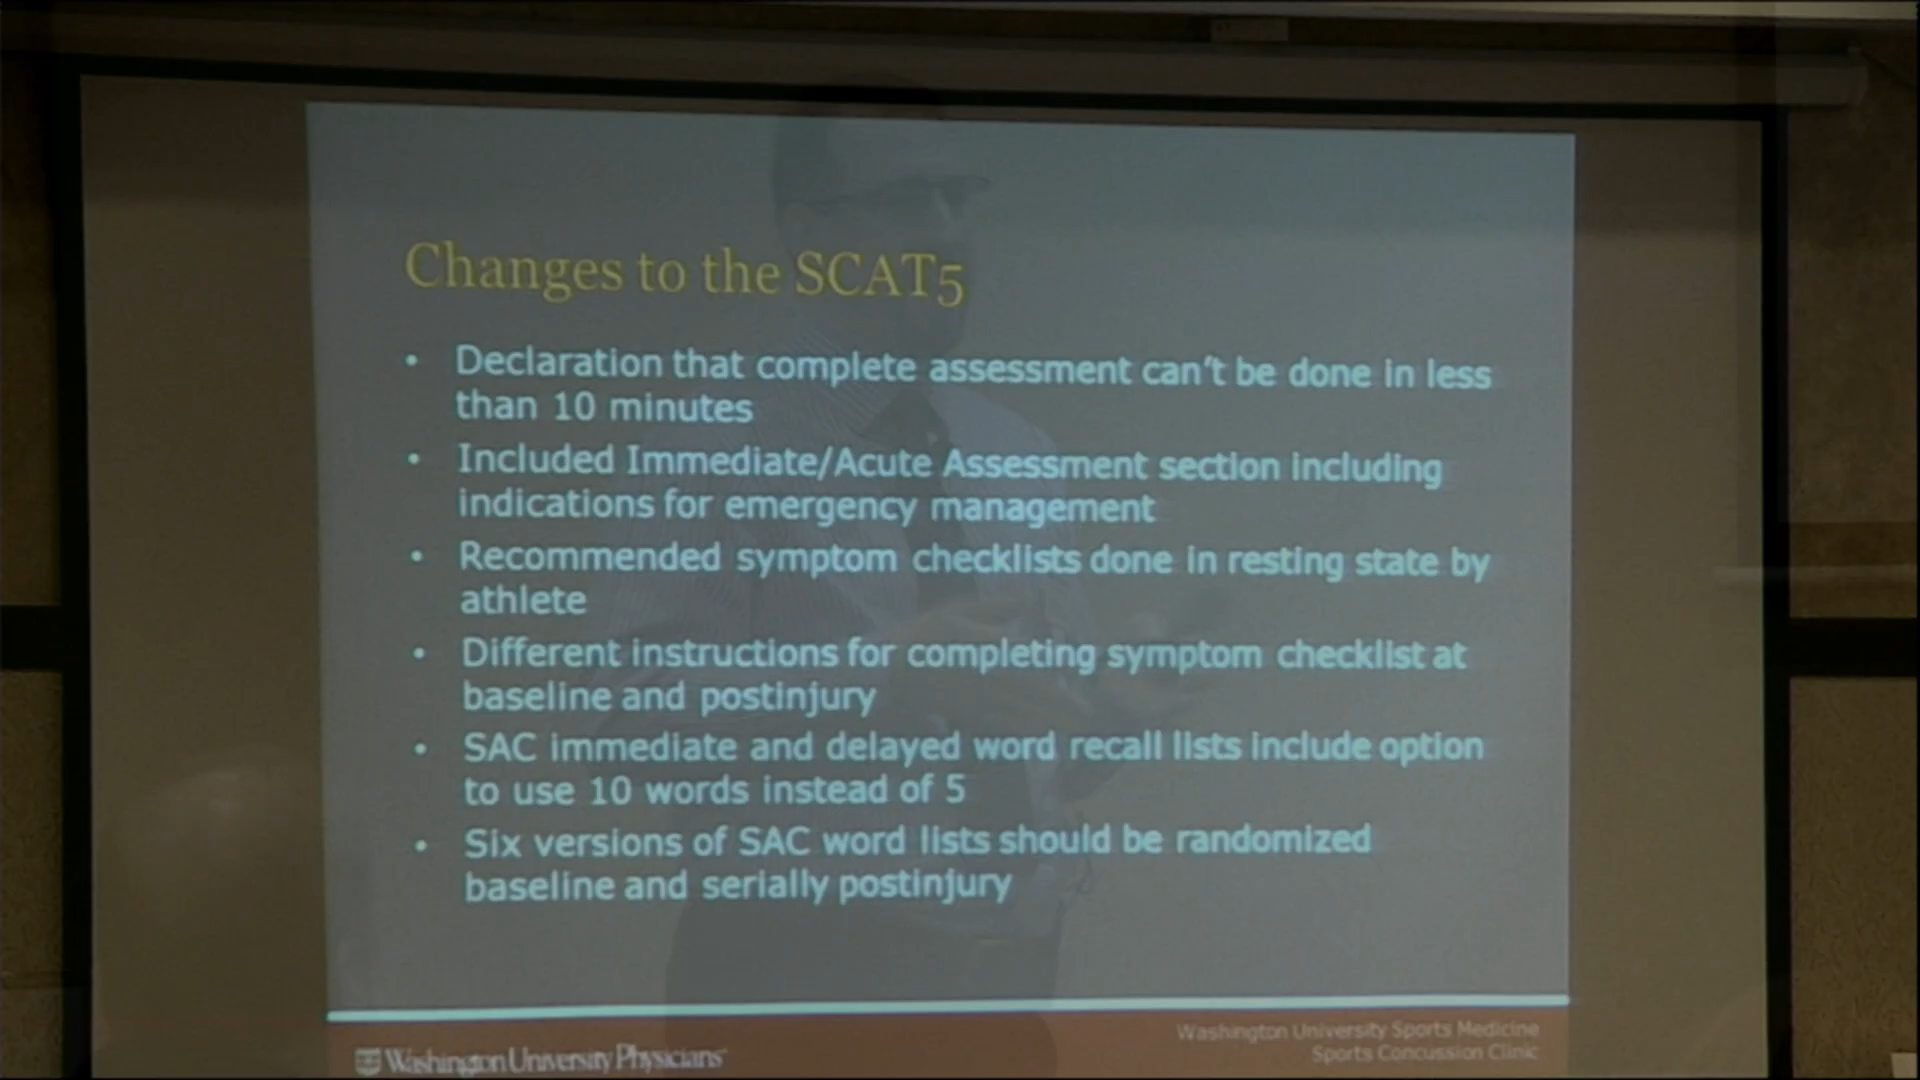 Changes to the SCAT5
• Declaration that complete assessment can't be done in less
than 10 minutes
• Included Immediate/Acute Assessment section including
indications for emergency management
• Recommended symptom checklists done in resting state by
athlete
• Different instructions for completing symptom checklist at
baseline and postinjury
• SAC immediate and delayed word recall lists include option
to use 10 words instead of 5
• Six versions of SAC word lists should be randomized
baseline and serially postinjury
Washington University Sports Medicine
Sports Concussion Clinic
Washington University Physicians